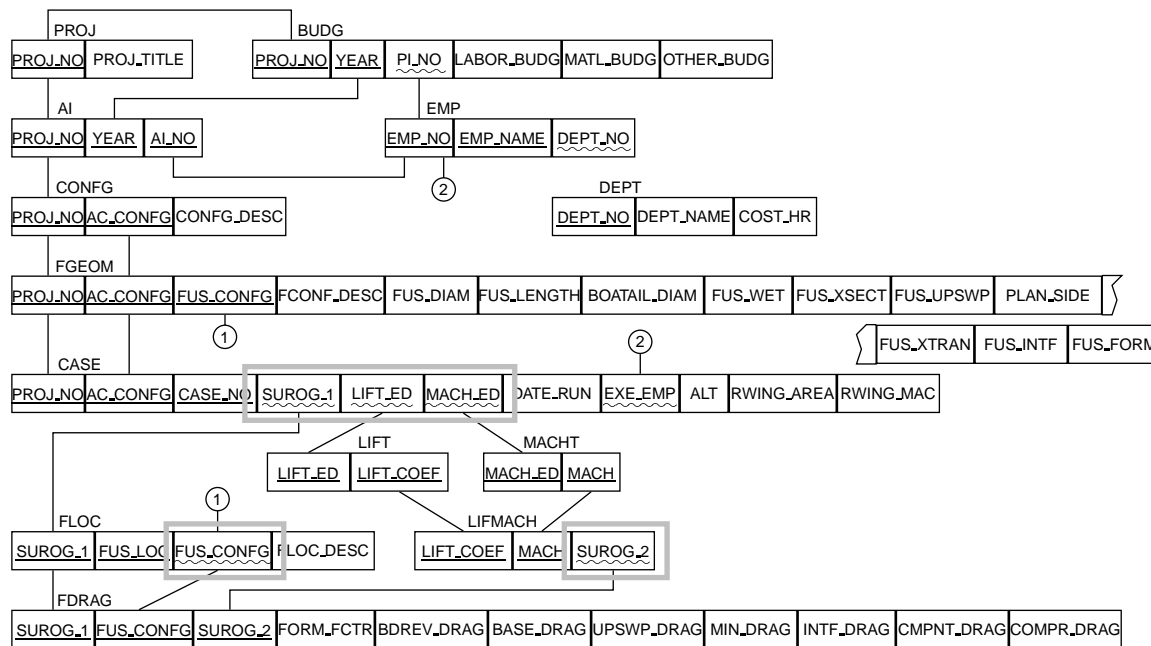 PROJ BUDG
PROJ_NO PROJ_TITLE PROJ_NO YEAR PI_NO LABOR_BUDG MATL_BUDG OTHER_BUDG
AI EMP
PROJ_NO YEAR AI_NO EMP_NO EMP_NAME DEPT_NO
2
CONFG DEPT
PROJ_NO AC_CONFG CONFG_DESC DEPT_NO DEPT_NAME COST_HR
FGEOM
PROJ_NO AC_CONFG FUS_CONFG FCONF_DESC FUS_DIAM FUS_LENGTH BOATAIL_DIAM FUS_WET FUS_XSECT FUS_UPSWP PLAN_SIDE
1 2
FUS_XTRAN FUS_INTF FUS_FORM
CASE
PROJ_NO AC_CONFG CASE_NO SUROG_1 LIFT_ED MACH_ED DATE_RUN EXE_EMP ALT RWING_AREA RWING_MAC
LIFT MACHT
LIFT_ED LIFT_COEF MACH_ED MACH
1
FLOC LIFMACH
SUROG_1 FUS_LOC FUS_CONFG FLOC_DESC LIFT_COEF MACH SUROG_2
FDRAG
SUROG_1 FUS_CONFG SUROG_2 FORM_FCTR BDREV_DRAG BASE_DRAG UPSWP_DRAG MIN_DRAG INTF_DRAG CMPNT_DRAG COMPR_DRAG